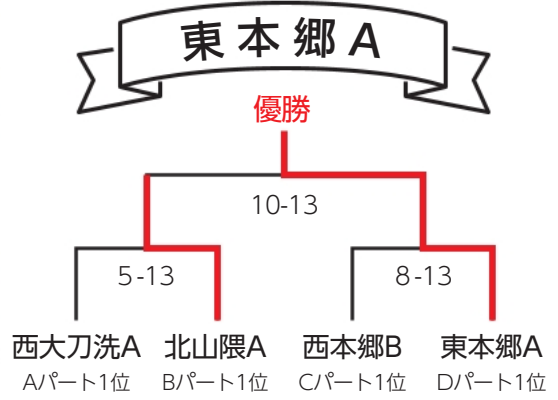 東本郷A
優勝
10-13
5-13 8-13
西大刀洗A 北山隈A 西本郷B 東本郷A
Aパート1位 Bパート1位 Cパート1位 Dパート1位